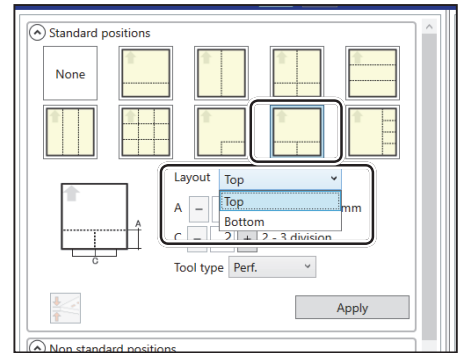 Standard positions
None
Layout Top
Top
A – mm
Bottom
C – 2 + 2 - 3 division
A
C
Tool type Perf.
Apply
Non standard positions